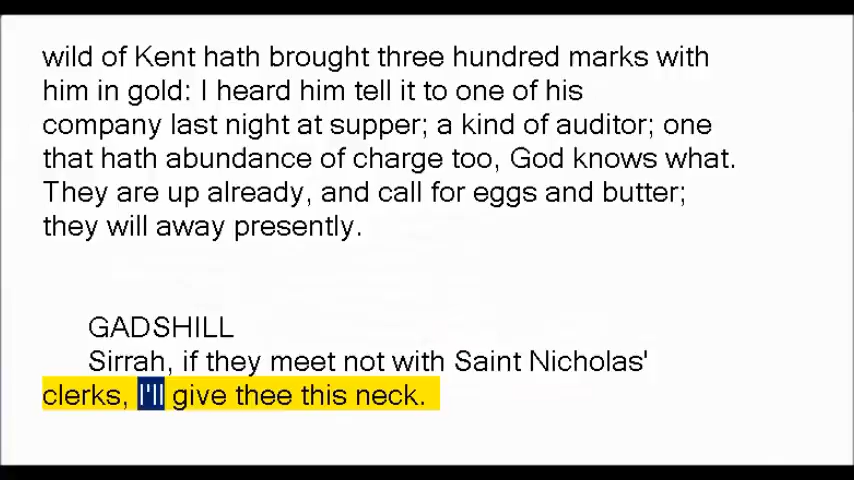 wild of Kent hath brought three hundred marks with
him in gold: I heard him tell it to one of his
company last night at supper; a kind of auditor; one
that hath abundance of charge too, God knows what.
They are up already, and call for eggs and butter;
they will away presently.
GADSHILL
Sirrah, if they meet not with Saint Nicholas'
clerks, I'll give thee this neck.